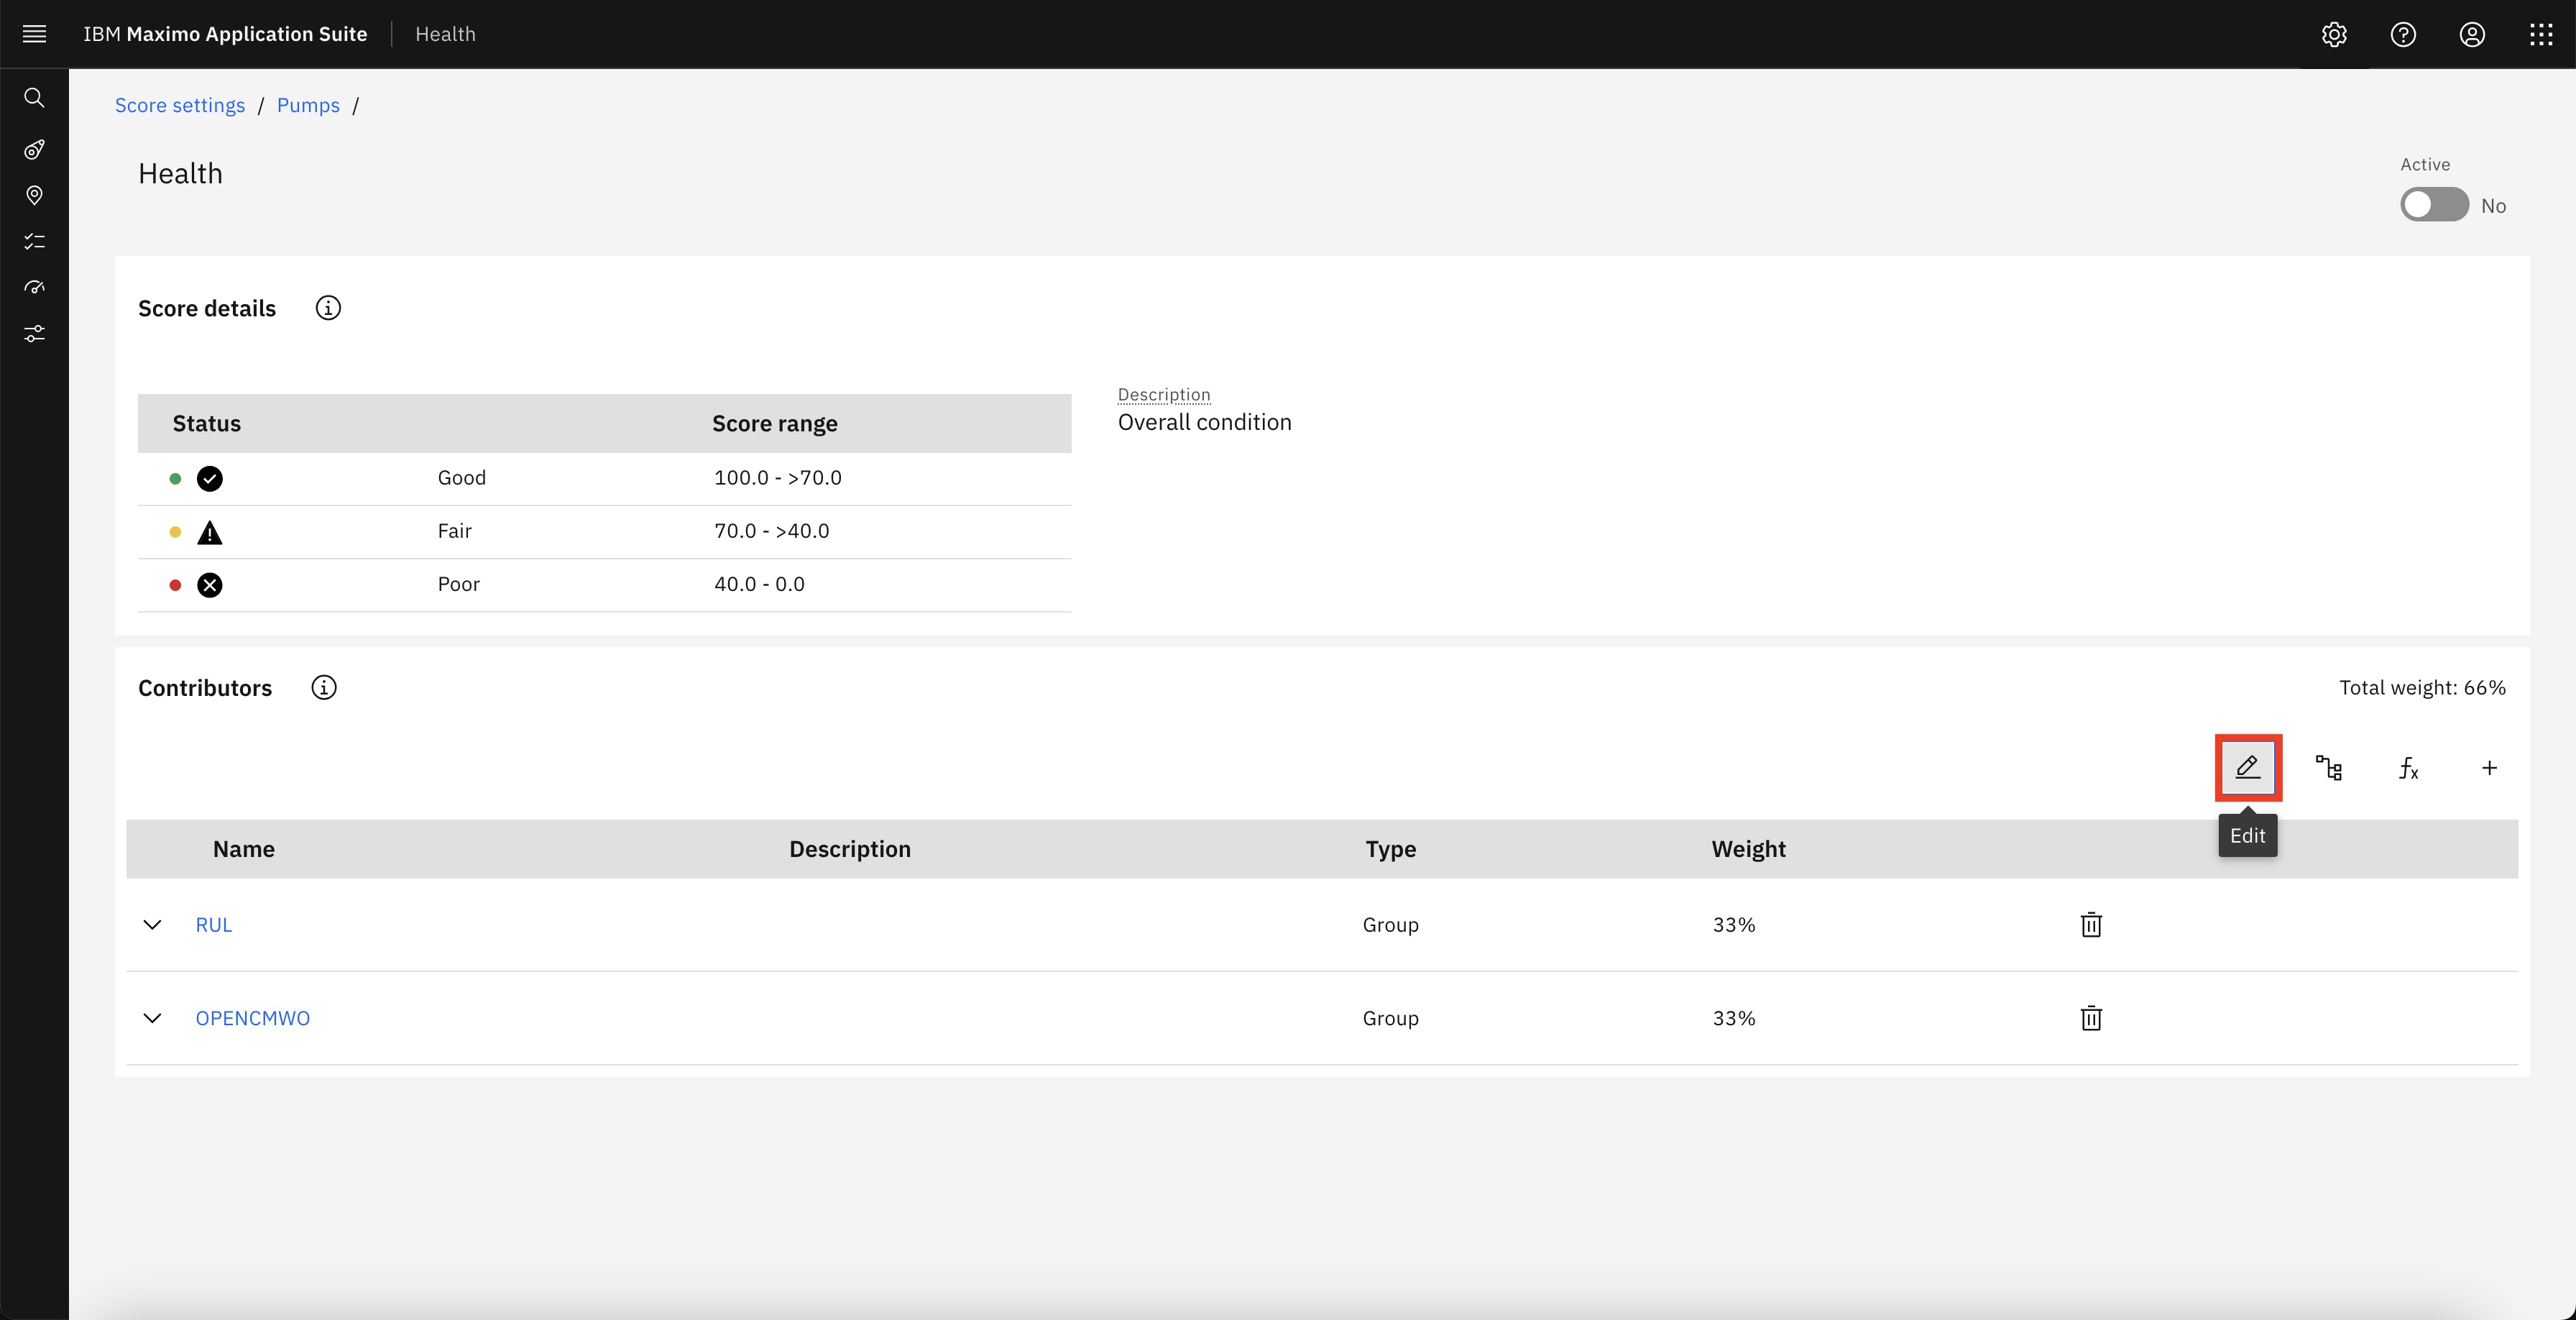 IBM Maximo Application Suite Health
Score settings / Pumps /
Health
Active
No
Score details
Status Score range
Good 100.0 - >70.0
Fair 70.0 - >40.0
Poor 40.0 - 0.0
Description
Overall condition
Contributors
Total weight: 66%
Edit
Name Description Type Weight
RUL Group 33%
OPENCMWO Group 33%